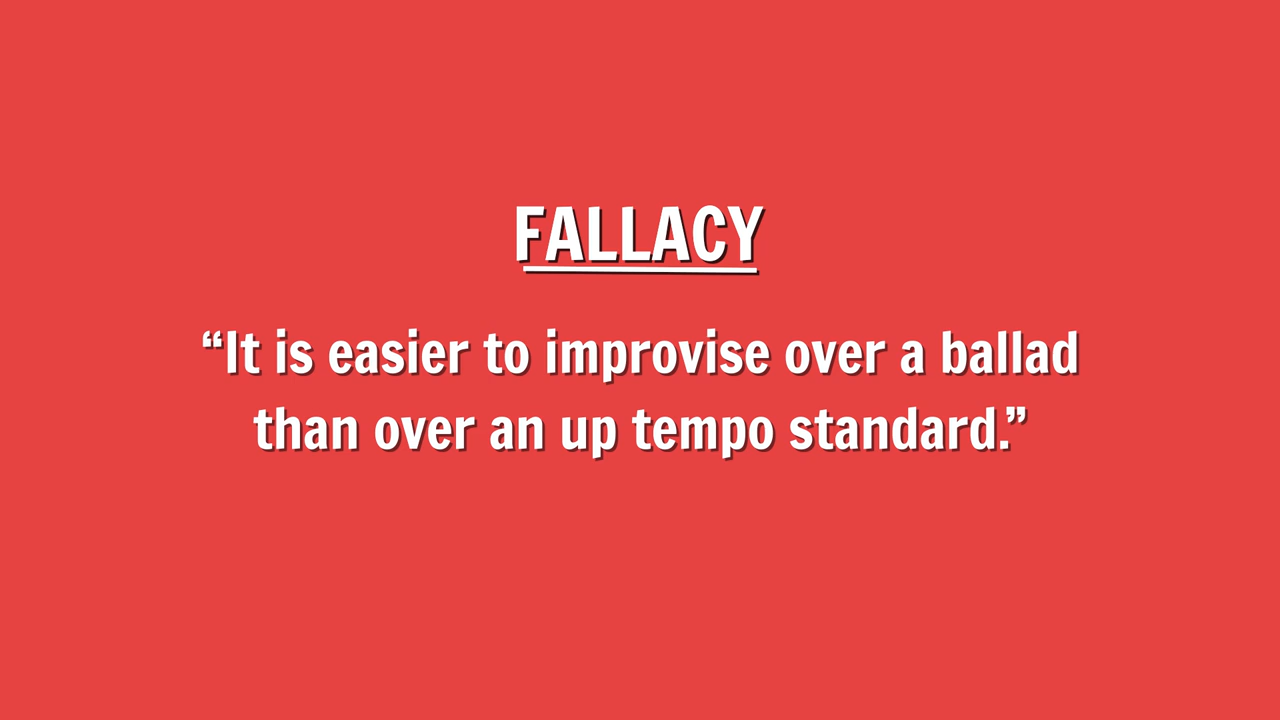 FALLACY
“It is easier to improvise over a ballad
than over an up tempo standard.”